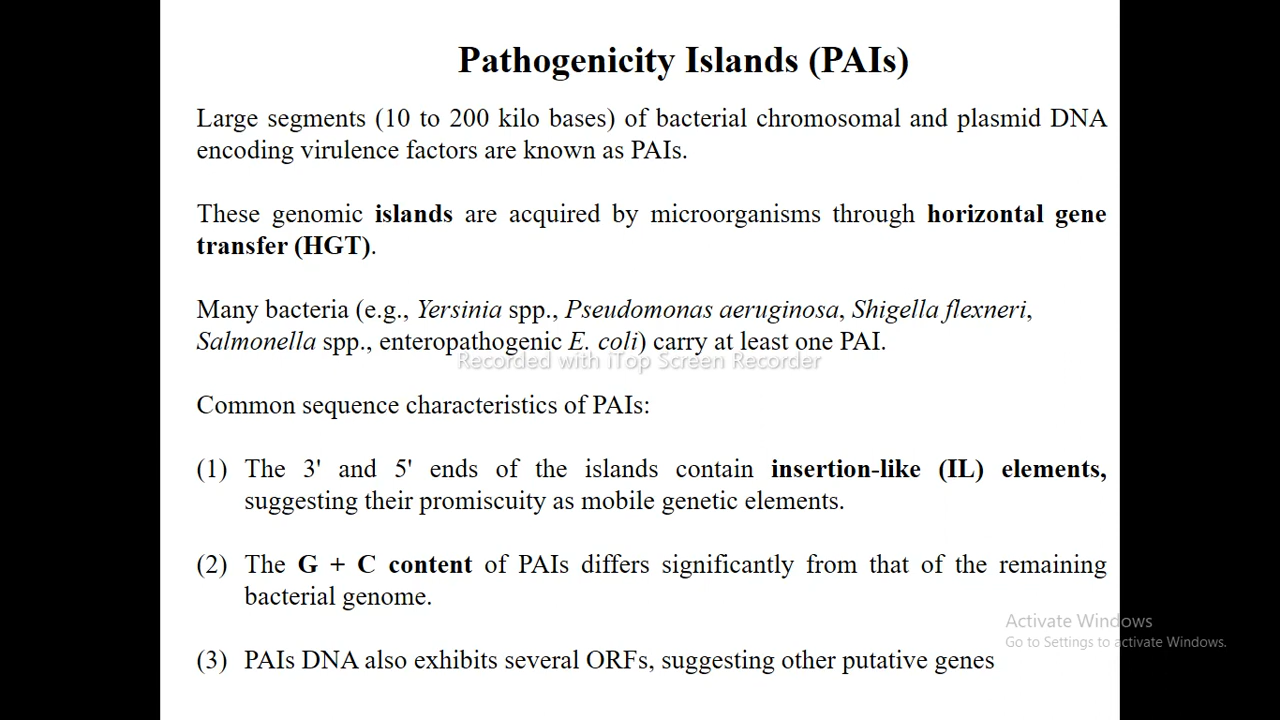 Pathogenicity Islands (PAIs)
Large segments (10 to 200 kilo bases) of bacterial chromosomal and plasmid DNA
encoding virulence factors are known as PAIs.
These genomic islands are acquired by microorganisms through horizontal gene
transfer (HGT).
Many bacteria (e.g., Yersinia spp., Pseudomonas aeruginosa, Shigella flexneri,
Salmonella spp., enteropathogenic E. coli) carry at least one PAI.
Recorded with iTop Screen Recorder
Common sequence characteristics of PAIs:
(1) The 3' and 5' ends of the islands contain insertion-like (IL) elements,
suggesting their promiscuity as mobile genetic elements.
(2) The G + C content of PAIs differs significantly from that of the remaining
bacterial genome.
Activate Windows
Go to Settings to activate Windows.
(3) PAIs DNA also exhibits several ORFs, suggesting other putative genes